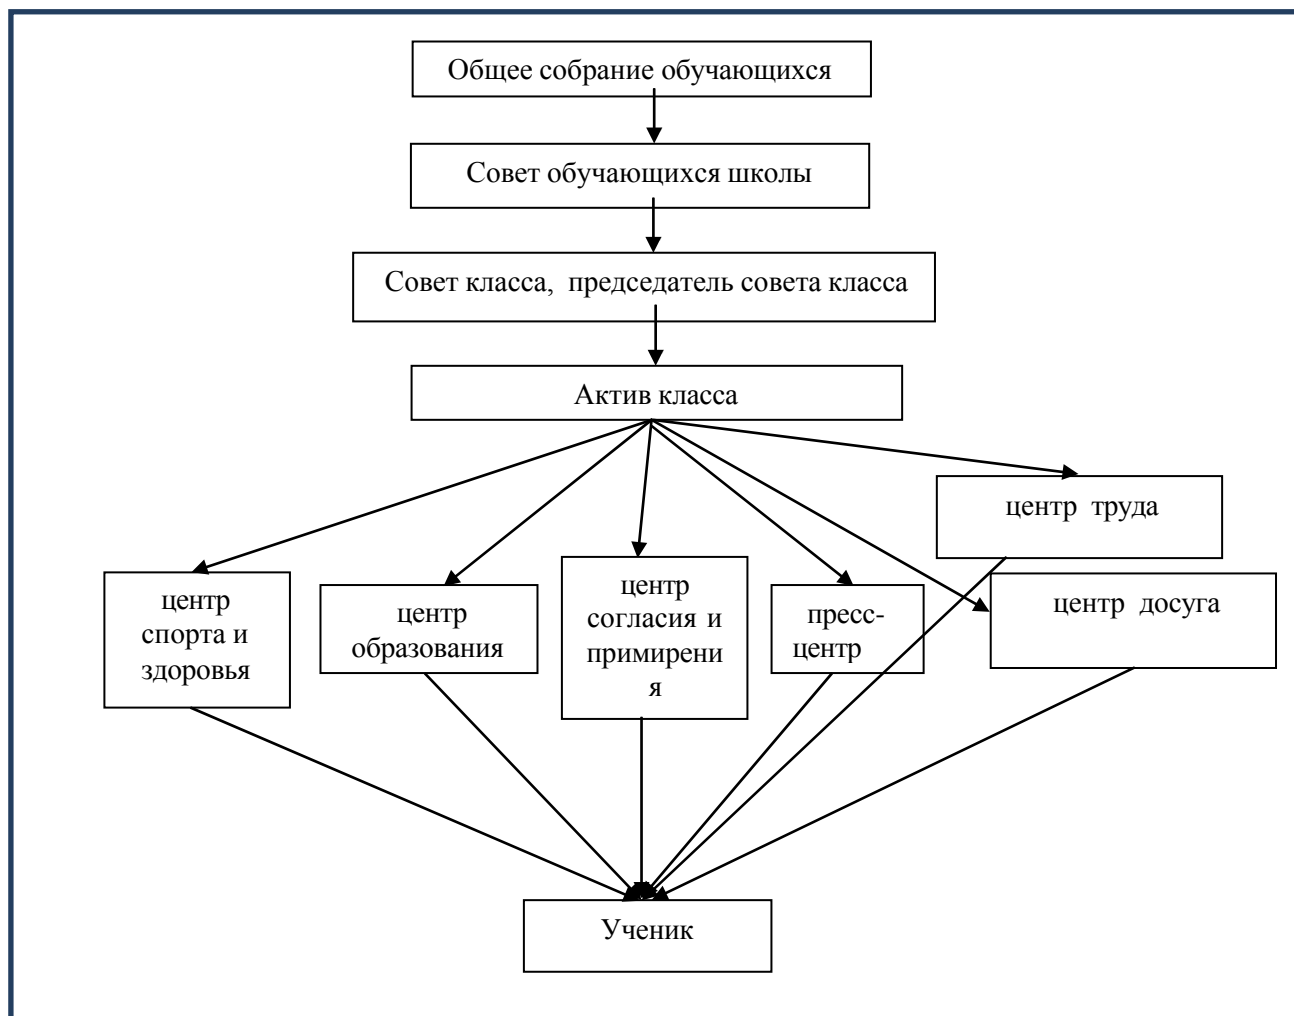 Общее собрание обучающихся
Совет обучающихся школы
Совет класса,  председатель совета класса
Актив класса
центр  труда
центр
спорта и
здоровья
центр
образования
центр
согласия и
примирени
я
пресс-
центр
центр  досуга
Ученик